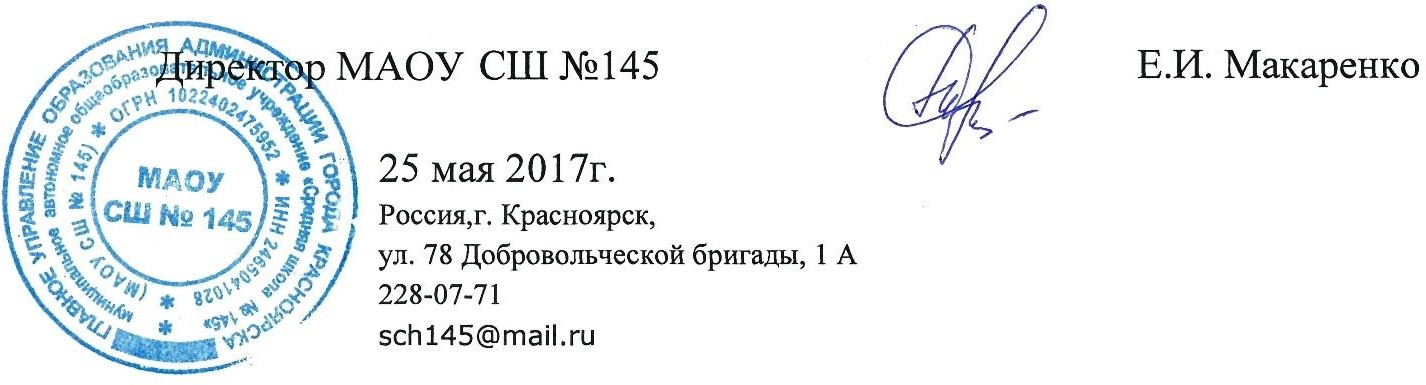 Директор МАОУ СШ №145 Е.И. Макаренко
25 мая 2017г.
Россия,г. Красноярск,
ул. 78 Добровольческой бригады, 1 А
228-07-71
sch145@mail.ru
ГЛАВНОЕ УПРАВЛЕНИЕ ОБРАЗОВАНИЯ АДМИНИСТРАЦИИ ГОРОДА КРАСНОЯРСКА
муниципальное автономное общеобразовательное учреждение «Средняя школа № 145»
(МАОУ СШ № 145) * ОГРН 1022402475952 * ИНН 2465041028 *
МАОУ
СШ № 145